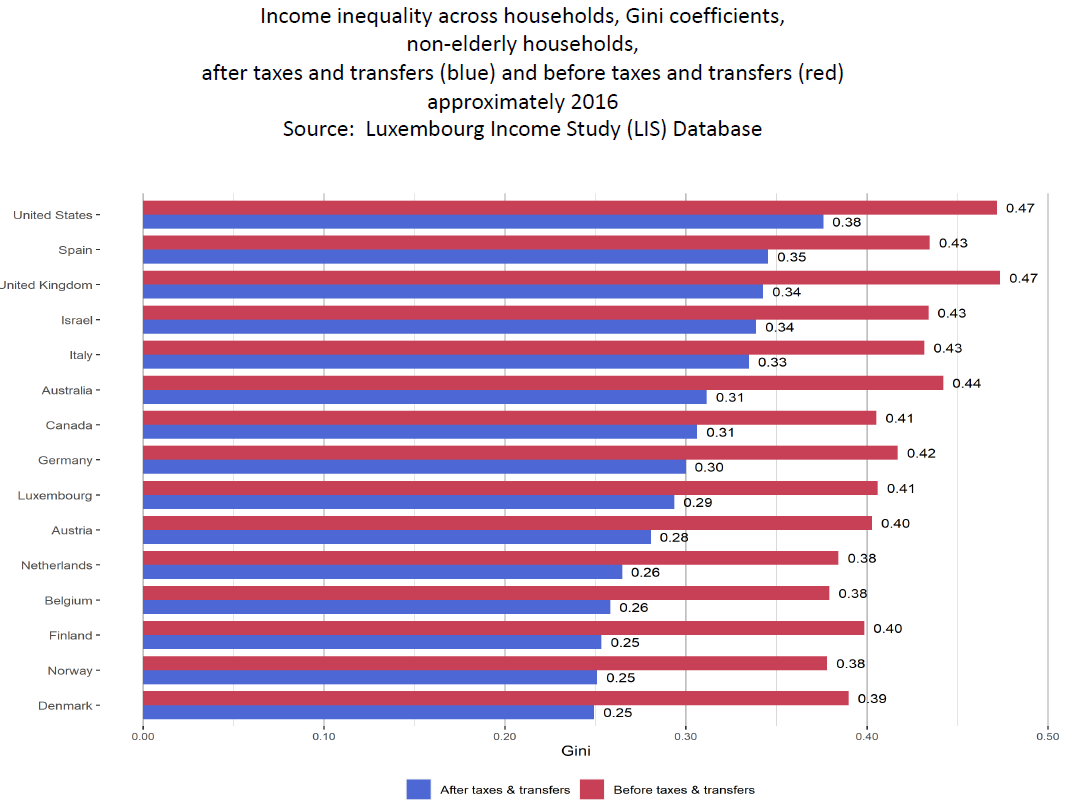 Income inequality across households, Gini coefficients,
non-elderly households,
after taxes and transfers (blue) and before taxes and transfers (red)
approximately 2016
Source:  Luxembourg Income Study (LIS) Database
United States
0.47
0.38
Spain
0.43
0.35
United Kingdom
0.47
0.34
Israel
0.43
0.34
Italy
0.43
0.33
Australia
0.44
0.31
Canada
0.41
0.31
Germany
0.42
0.30
Luxembourg
0.41
0.29
Austria
0.40
0.28
Netherlands
0.38
0.26
Belgium
0.38
0.26
Finland
0.40
0.25
Norway
0.38
0.25
Denmark
0.39
0.25
0.00 0.10 0.20 0.30 0.40 0.50
Gini
After taxes & transfers Before taxes & transfers